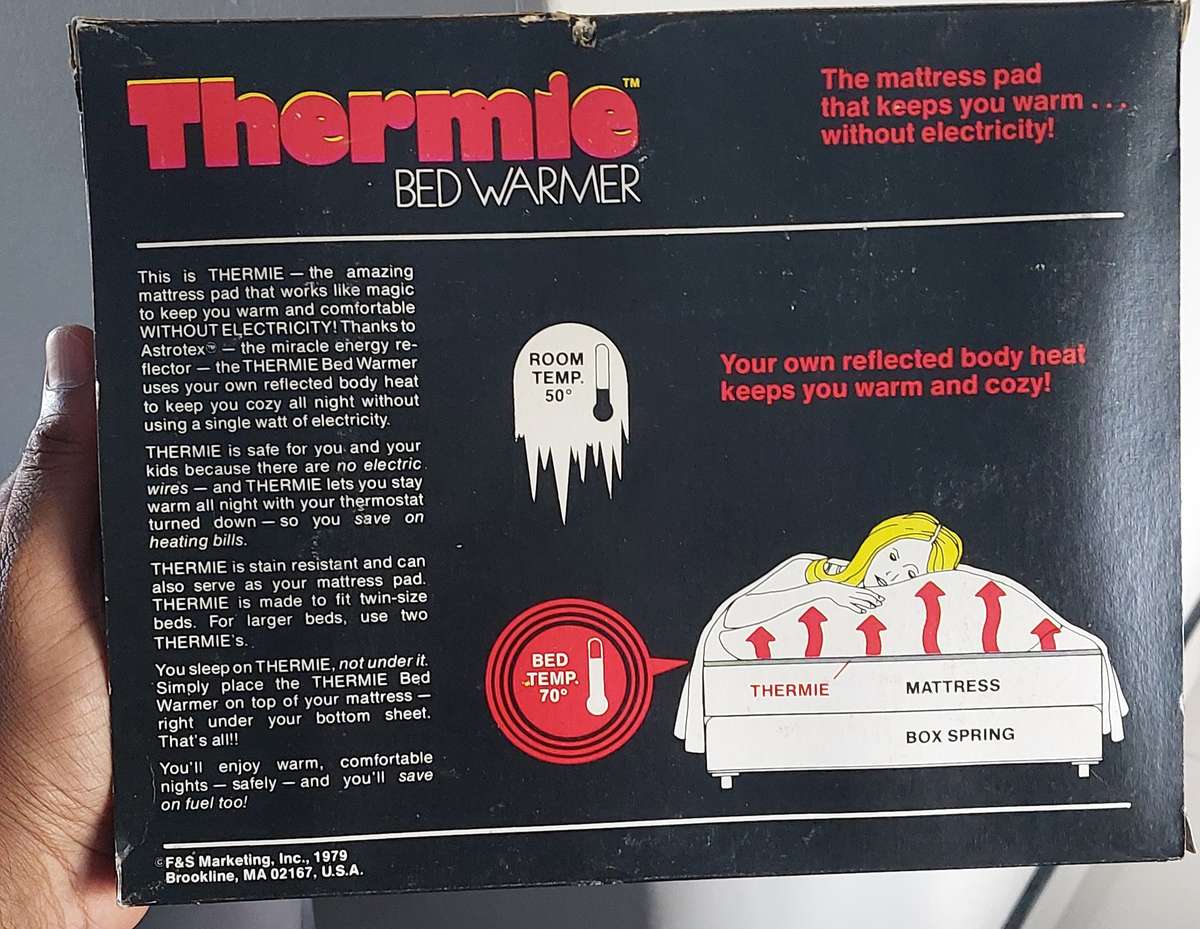 Thermie™
BED WARMER
The mattress pad
that keeps you warm . . .
without electricity!
This is THERMIE — the amazing
mattress pad that works like magic
to keep you warm and comfortable
WITHOUT ELECTRICITY! Thanks to
Astrotex™ — the miracle energy re-
flector — the THERMIE Bed Warmer
uses your own reflected body heat
to keep you cozy all night without
using a single watt of electricity.
THERMIE is safe for you and your
kids because there are no electric
wires — and THERMIE lets you stay
warm all night with your thermostat
turned down — so you save on
heating bills.
THERMIE is stain resistant and can
also serve as your mattress pad.
THERMIE is made to fit twin-size
beds. For larger beds, use two
THERMIE's.
You sleep on THERMIE, not under it.
Simply place the THERMIE Bed
Warmer on top of your mattress —
right under your bottom sheet.
That's all!!
You'll enjoy warm, comfortable
nights — safely — and you'll save
on fuel too!
ROOM
TEMP.
50°
Your own reflected body heat
keeps you warm and cozy!
BED
TEMP.
70°
THERMIE
MATTRESS
BOX SPRING
© F&S Marketing, Inc., 1979
Brookline, MA 02167, U.S.A.